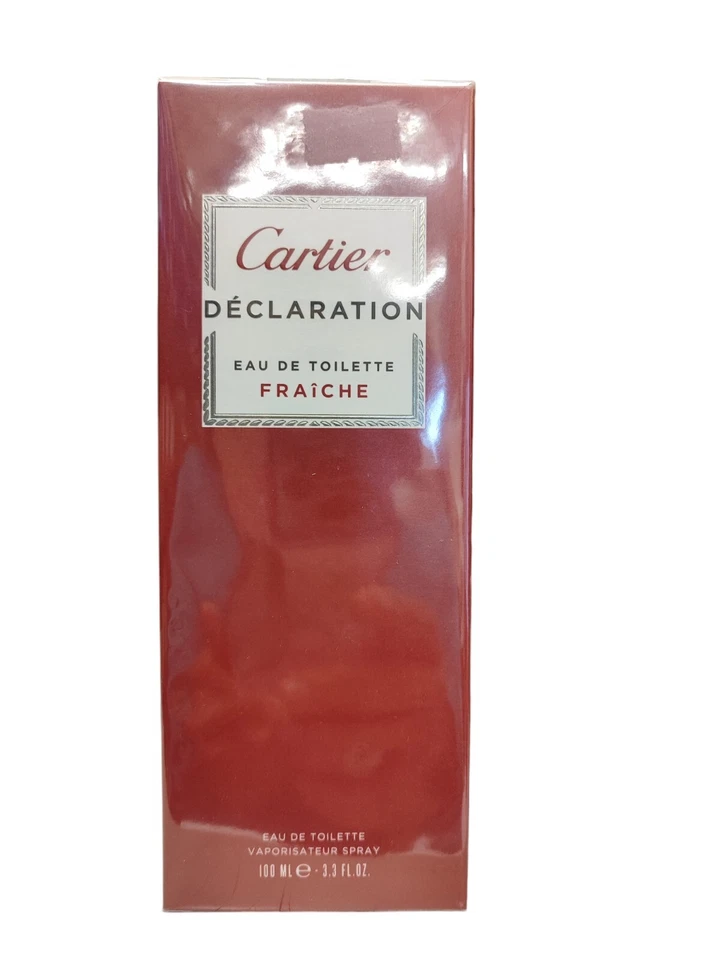 Cartier
DÉCLARATION
EAU DE TOILETTE
FRAîCHE
EAU DE TOILETTE
VAPORISATEUR SPRAY
100 ML ℮ · 3.3 FL.OZ.